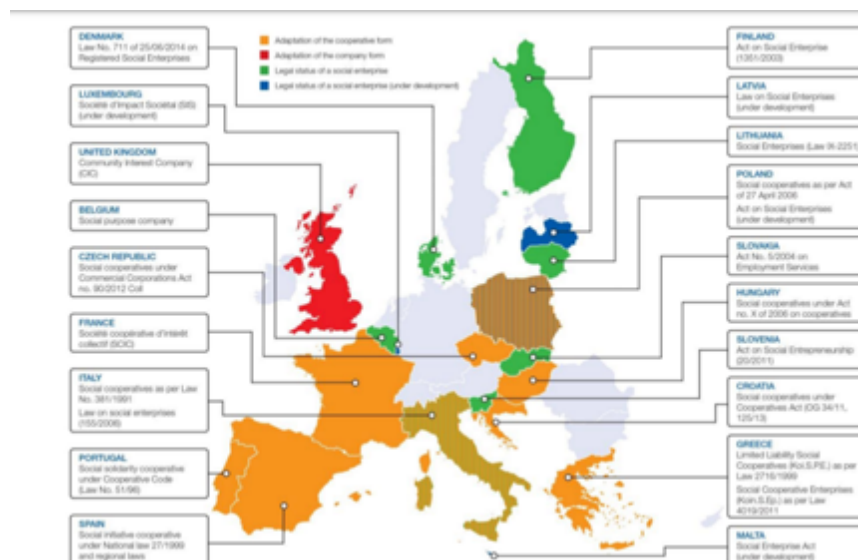 DENMARK
Law No. 711 of 25/06/2014 on
Registered Social Enterprises
LUXEMBOURG
Société d'Impact Sociétal (SIS)
(under development)
UNITED KINGDOM
Community Interest Company
(CIC)
BELGIUM
Social purpose company
CZECH REPUBLIC
Social cooperatives under
Commercial Corporations Act
no. 90/2012 Coll
FRANCE
Société coopérative d'intérêt
collectif (SCIC)
ITALY
Social cooperatives as per Law
No. 381/1991
Law on social enterprises
(155/2006)
PORTUGAL
Social solidarity cooperative
under Cooperative Code
(Law No. 51/96)
SPAIN
Social initiative cooperative
under National law 27/1999
and regional laws
Adaptation of the cooperative form
Adaptation of the company form
Legal status of a social enterprise
Legal status of a social enterprise (under development)
FINLAND
Act on Social Enterprise
(1351/2003)
LATVIA
Law on Social Enterprises
(under development)
LITHUANIA
Social Enterprises (Law IX-2251)
POLAND
Social cooperatives as per Act
of 27 April 2006
Act on Social Enterprises
(under development)
SLOVAKIA
Act No. 5/2004 on
Employment Services
HUNGARY
Social cooperatives under Act
no. X of 2006 on cooperatives
SLOVENIA
Act on Social Entrepreneurship
(20/2011)
CROATIA
Social cooperatives under
Cooperatives Act (OG 34/11,
125/13)
GREECE
Limited Liability Social
Cooperatives (Koi.S.P.E.) as per
Law 2716/1999
Social Cooperative Enterprises
(Koin.S.Ep.) as per Law
4019/2011
MALTA
Social Enterprise Act
(under development)